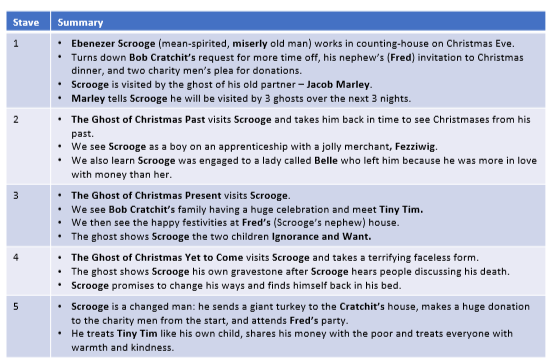 Stave Summary
1 • Ebenezer Scrooge (mean-spirited, miserly old man) works in counting-house on Christmas Eve.
• Turns down Bob Cratchit's request for more time off, his nephew's (Fred) invitation to Christmas
dinner, and two charity men's plea for donations.
• Scrooge is visited by the ghost of his old partner – Jacob Marley.
• Marley tells Scrooge he will be visited by 3 ghosts over the next 3 nights.
2 • The Ghost of Christmas Past visits Scrooge and takes him back in time to see Christmases from his
past.
• We see Scrooge as a boy on an apprenticeship with a jolly merchant, Fezziwig.
• We also learn Scrooge was engaged to a lady called Belle who left him because he was more in love
with money than her.
3 • The Ghost of Christmas Present visits Scrooge.
• We see Bob Cratchit's family having a huge celebration and meet Tiny Tim.
• We then see the happy festivities at Fred's (Scrooge's nephew) house.
• The ghost shows Scrooge the two children Ignorance and Want.
4 • The Ghost of Christmas Yet to Come visits Scrooge and takes a terrifying faceless form.
• The ghost shows Scrooge his own gravestone after Scrooge hears people discussing his death.
• Scrooge promises to change his ways and finds himself back in his bed.
5 • Scrooge is a changed man: he sends a giant turkey to the Cratchit's house, makes a huge donation
to the charity men from the start, and attends Fred's party.
• He treats Tiny Tim like his own child, shares his money with the poor and treats everyone with
warmth and kindness.